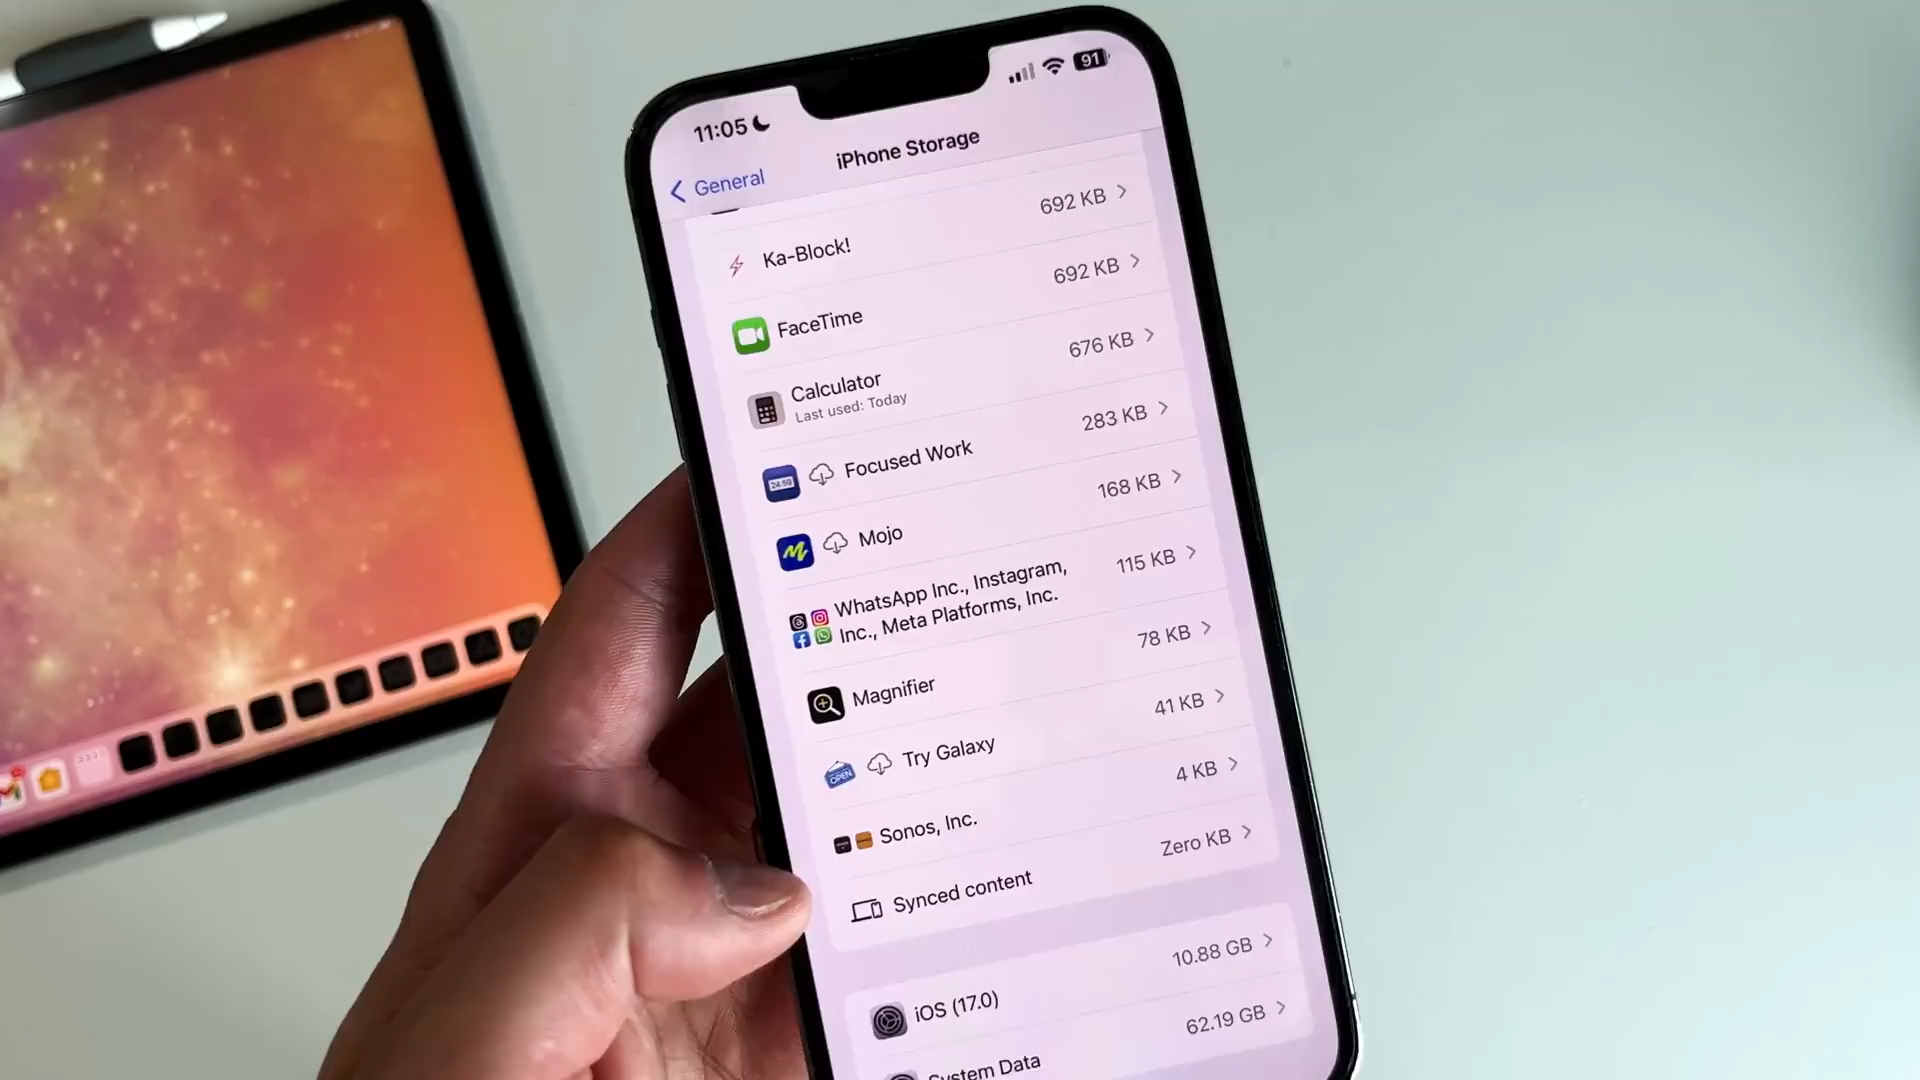 11:05
91
General
iPhone Storage
Ka-Block! 692 KB
FaceTime 692 KB
Calculator 676 KB
Last used: Today
24:59 Focused Work 283 KB
Mojo 168 KB
WhatsApp Inc., Instagram, 115 KB
Inc., Meta Platforms, Inc.
Magnifier 78 KB
OPEN Try Galaxy 41 KB
Sonos, Inc. 4 KB
Synced content Zero KB
iOS (17.0) 10.88 GB
System Data 62.19 GB